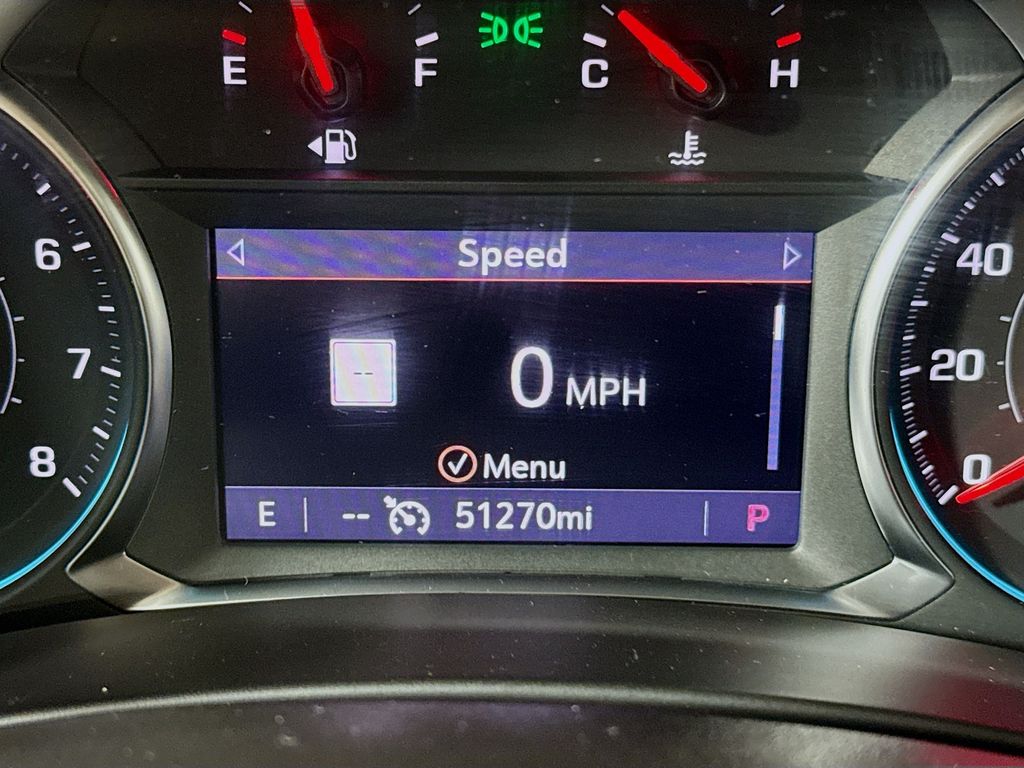 E F C H
Speed
6
40
7
--
0 MPH
20
8
Menu
0
E -- 51270mi P